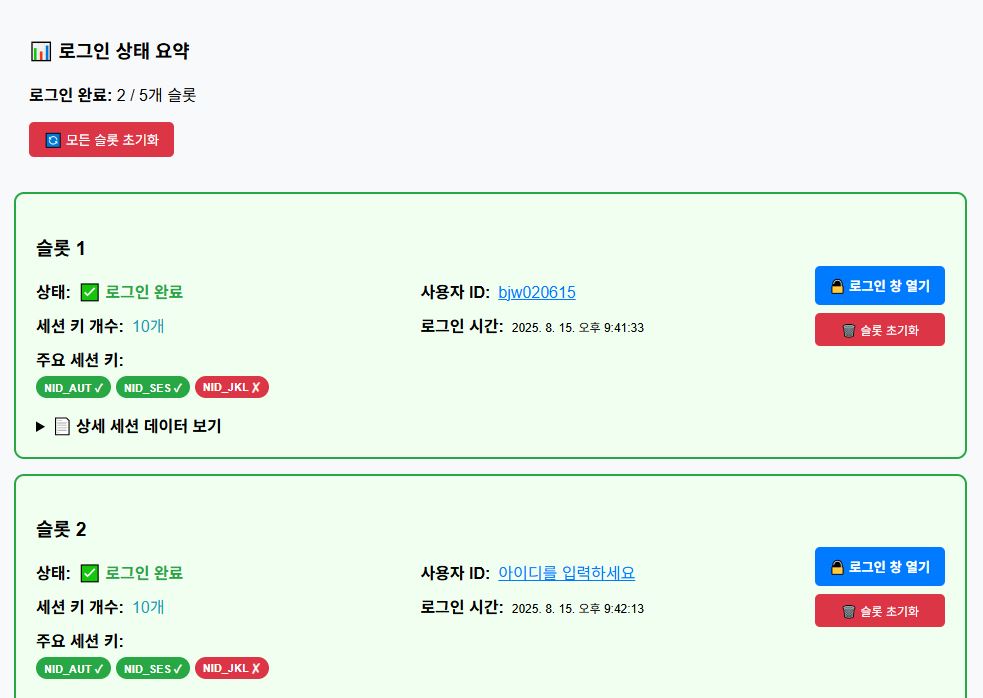 📊 로그인 상태 요약
로그인 완료: 2 / 5개 슬롯
🔄 모든 슬롯 초기화
슬롯 1
상태: ✅ 로그인 완료
사용자 ID: bjw020615
🔒 로그인 창 열기
세션 키 개수: 10개
로그인 시간: 2025. 8. 15. 오후 9:41:33
🗑️ 슬롯 초기화
주요 세션 키:
NID_AUT ✓ NID_SES ✓ NID_JKL ✗
▶ 📄 상세 세션 데이터 보기
슬롯 2
상태: ✅ 로그인 완료
사용자 ID: 아이디를 입력하세요
🔒 로그인 창 열기
세션 키 개수: 10개
로그인 시간: 2025. 8. 15. 오후 9:42:13
🗑️ 슬롯 초기화
주요 세션 키:
NID_AUT ✓ NID_SES ✓ NID_JKL ✗